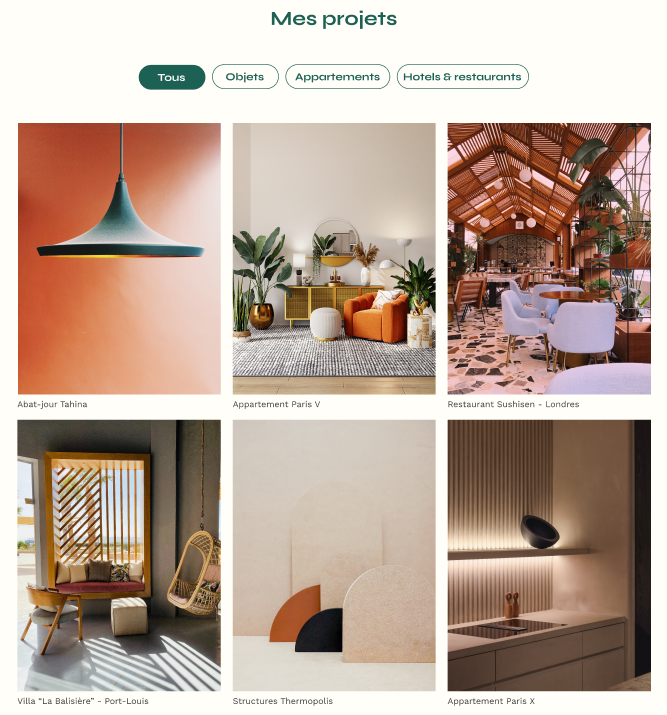 Mes projets
Tous
Objets
Appartements
Hotels & restaurants
Abat-jour Tahina
Appartement Paris V
Restaurant Sushisen - Londres
Villa “La Balisière” - Port-Louis
Structures Thermopolis
Appartement Paris X